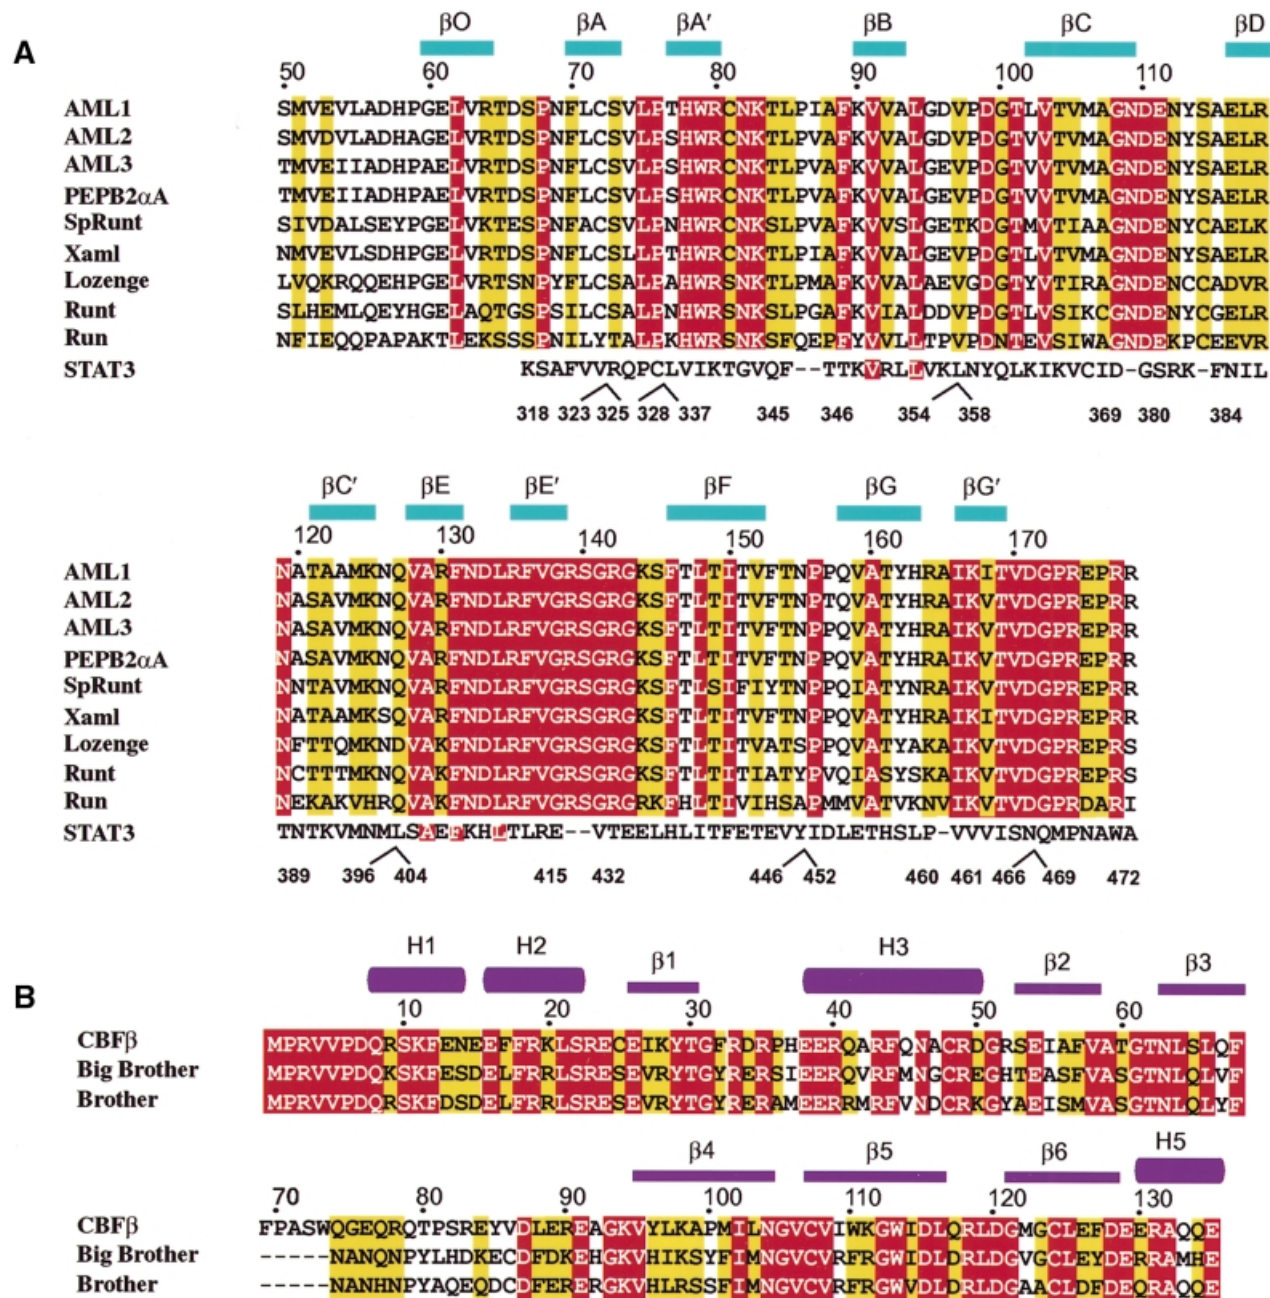 A
βO βA βA′ βB βC βD
50 60 70 80 90 100 110
AML1 SMVEVLADHPGELVRTDSPNFLCSVLPTHWRCNKTLPIAFKVVALGDVPDGTLVTVMAGNDENYSAELR
AML2 SMVDVLADHAGELVRTDSPNFLCSVLPSHWRCNKTLPVAFKVVALGDVPDGTVVTVMAGNDENYSAELR
AML3 TMVEIIADHPAELVRTDSPNFLCSVLPSHWRCNKTLPVAFKVVALGEVPDGTVVTVMAGNDENYSAELR
PEPB2αA TMVEIIADHPAELVRTDSPNFLCSVLPSHWRCNKTLPVAFKVVALGEVPDGTVVTVMAGNDENYSAELR
SpRunt SIVDALSEYPGELVKTESPNFACSVLPSHWRCNKSLPVAFKVVSLGETKDGTMVTIAAGNDENYCAELK
Xaml NMVEVLSDHPGELVRTDSPNFLCSLLPTHWRCNKTLPIAFKVVALGEVPDGTLVTVMAGNDENYSAELR
Lozenge LVQKRQQEHPGELVRTSNPYFLCSALPAHWRSNKTLPMAFKVVALAEVGDGTYVTIRAGNDENCCADVR
Runt SLHEMLQEYHGELAQTGSPSILCSALPNHWRSNKSLPGAFKVIALDDVPDGTLVSIKCGNDENYCGELR
Run NFIEQQPAPAKTLEKSSSPNILYTALPKHWRSNKSFQEPFYVVLLTPVPDNTEVSIWAGNDEKPCEEVR
STAT3 KSAFVVRQPCLVIKTGVQF--TTKVRLLVKLNYQLKIKVCID-GSRK-FNIL
318 323 325 328 337 345 346 354 358 369 380 384
βC′ βE βE′ βF βG βG′
120 130 140 150 160 170
AML1 NATAAMKNQVARFNDLRFVGRSGRGKSFTLTITVFTNPPQVATYHRAIKITVDGPREPRR
AML2 NASAVMKNQVARFNDLRFVGRSGRGKSFTLTITVFTNPTQVATYHRAIKVTVDGPREPRR
AML3 NASAVMKNQVARFNDLRFVGRSGRGKSFTLTITVFTNPPQVATYHRAIKVTVDGPREPRR
PEPB2αA NASAVMKNQVARFNDLRFVGRSGRGKSFTLTITVFTNPPQVATYHRAIKVTVDGPREPRR
SpRunt NNTAVMKNQVARFNDLRFVGRSGRGKSFTLSIFIYTNPPQIATYNRAIKVTVDGPREPRR
Xaml NATAAMKSQVARFNDLRFVGRSGRGKSFTLTITVFTNPPQVATYHRAIKITVDGPREPRR
Lozenge NFTTQMKNDVAKFNDLRFVGRSGRGKSFTLTITVATSPPQVATYAKAIKVTVDGPREPRS
Runt NCTTTMKNQVAKFNDLRFVGRSGRGKSFTLTITIATYPVQIASYSKAIKVTVDGPREPRS
Run NEKAKVHRQVAKFNDLRFVGRSGRGRKFHLTIVIHSAPMMVATVKNVIKVTVDGPRDARI
STAT3 TNTKVMNMLSAEFKHLTLRE--VTEELHLITFETEVYIDLETHSLP-VVVISNQMPNAWA
389 396 404 415 432 446 452 460 461 466 469 472
B
H1 H2 β1 H3 β2 β3
10 20 30 40 50 60
CBFβ MPRVVPDQRSKFENEEFFRKLSRECEIKYTGFRDRPHEERQARFQNACRDGRSEIAFVATGTNLSLQF
Big Brother MPRVVPDQKSKFESDELFRRLSRESEVRYTGYRERSIEERQVRFMNGCREGHTEASFVASGTNLQLVF
Brother MPRVVPDQRSKFDSDELFRRLSRESEVRYTGYRERAMEERRMRFVNDCRKGYAEISMVASGTNLQLYF
β4 β5 β6 H5
70 80 90 100 110 120 130
CBFβ FPASWQGEQRQTPSREYVDLEREAGKVYLKAPMILNGVCVIWKGWIDLQRLDGMGCLEFDEERAQQE
Big Brother -----NANQNPYLHDKECDFDKEHGKVHIKSYFIMNGVCVRFRGWIDLDRLDGVGCLEYDERRAMHE
Brother -----NANHNPYAQEQDCDFERERGKVHLRSSFIMNGVCVRFRGWVDLDRLDGAACLDFDEQRAQQE